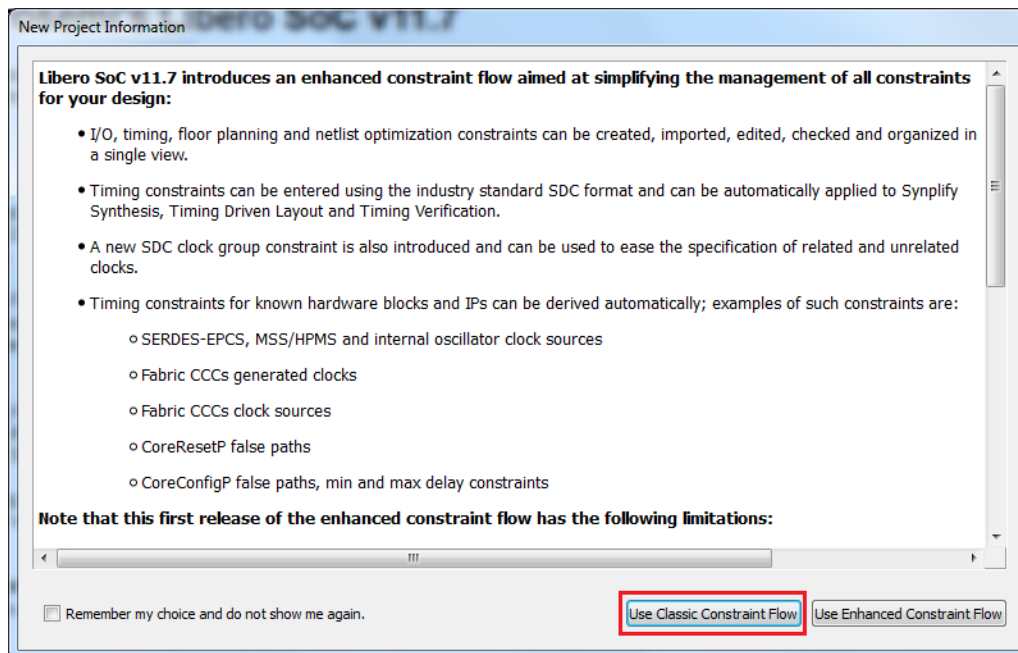 Libero SoC v11.7
New Project Information
Libero SoC v11.7 introduces an enhanced constraint flow aimed at simplifying the management of all constraints
for your design:
• I/O, timing, floor planning and netlist optimization constraints can be created, imported, edited, checked and organized in
a single view.
• Timing constraints can be entered using the industry standard SDC format and can be automatically applied to Synplify
Synthesis, Timing Driven Layout and Timing Verification.
• A new SDC clock group constraint is also introduced and can be used to ease the specification of related and unrelated
clocks.
• Timing constraints for known hardware blocks and IPs can be derived automatically; examples of such constraints are:
○ SERDES-EPCS, MSS/HPMS and internal oscillator clock sources
○ Fabric CCCs generated clocks
○ Fabric CCCs clock sources
○ CoreResetP false paths
○ CoreConfigP false paths, min and max delay constraints
Note that this first release of the enhanced constraint flow has the following limitations:
Remember my choice and do not show me again.
Use Classic Constraint Flow
Use Enhanced Constraint Flow